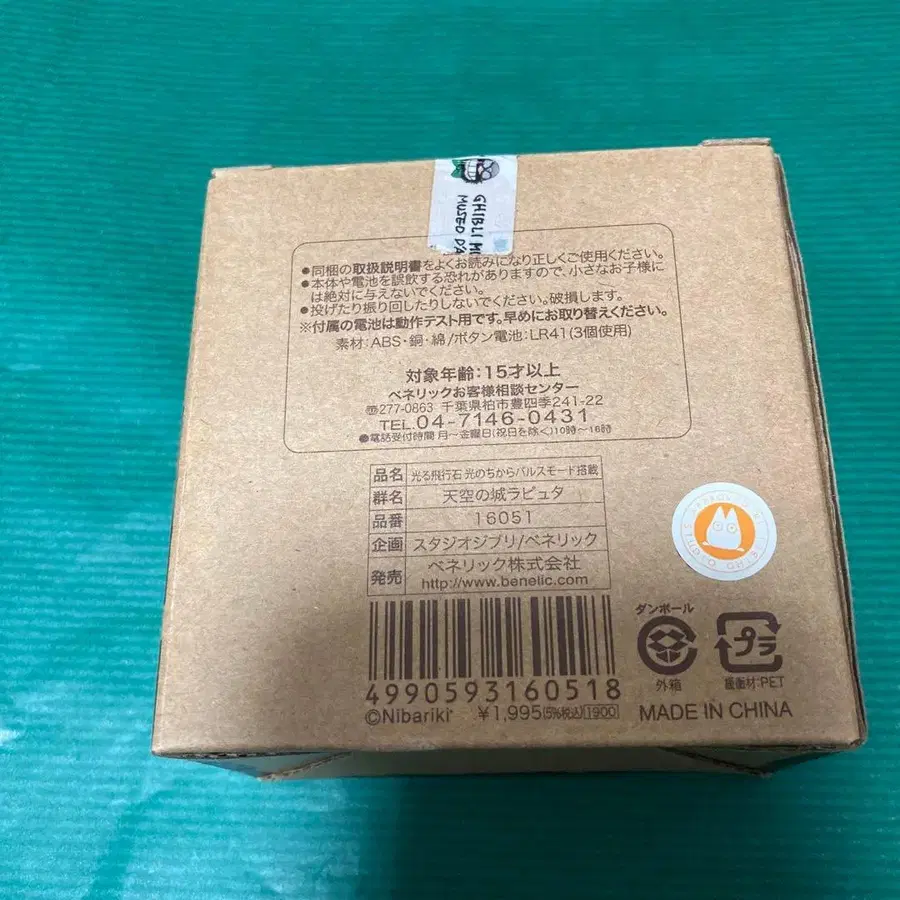 GHIBLI MU
MUSEO D'A
●同梱の取扱説明書をよくお読みになり正しくご使用ください。
●本体や電池を誤飲する恐れがありますので、小さなお子様に
は絶対に与えないでください。
●投げたり振り回したりしないでください。破損します。
※付属の電池は動作テスト用です。早めにお取り替えください。
素材:ABS・銅・綿/ボタン電池:LR41(3個使用)
対象年齢:15才以上
ベネリックお客様相談センター
〒277-0863 千葉県柏市豊四季241-22
TEL.04-7146-0431
●電話受付時間 月〜金曜日(祝日を除く)10時〜16時
品名 光る飛行石 光のちからバルスモード搭載
群名 天空の城ラピュタ
品番 16051
企画 スタジオジブリ/ベネリック
発売 ベネリック株式会社
http://www.benelic.com
ダンボール
外箱
プラ
緩衝材:PET
4990593160518
©Nibariki ¥1,995(5%税込)(1900)
MADE IN CHINA